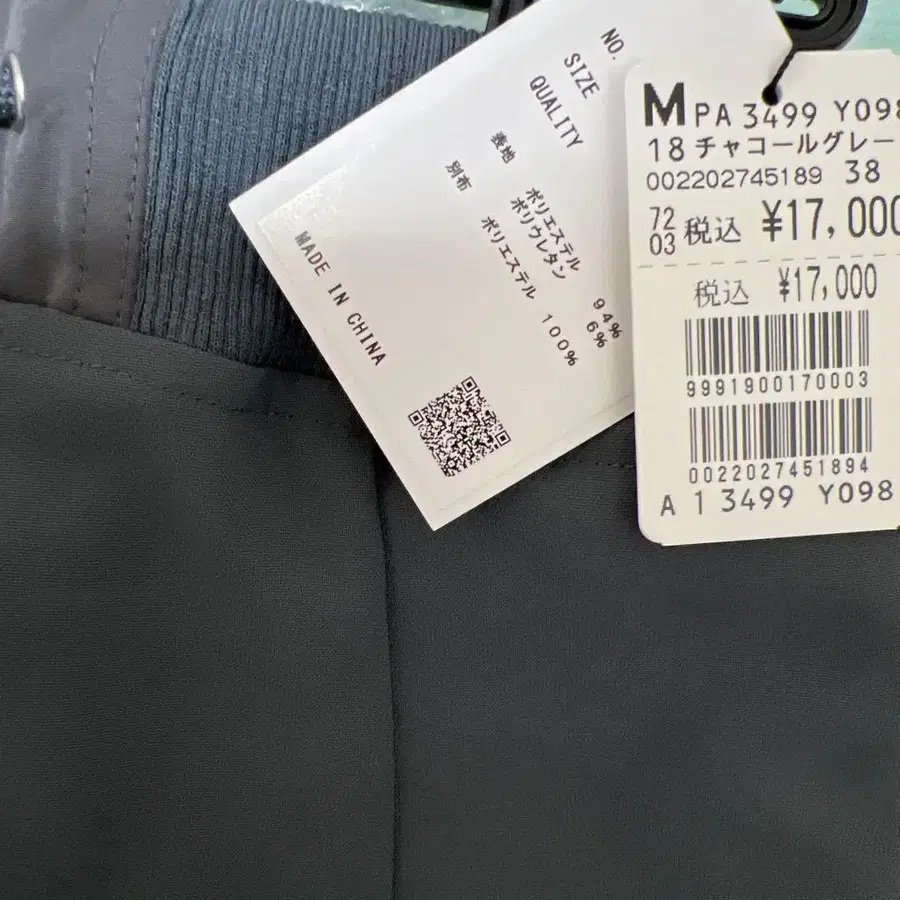 NO.
SIZE
QUALITY
表地
ポリエステル 94%
ポリウレタン 6%
別布
ポリエステル 100%
MADE IN CHINA
M PA 3499 Y098
18 チャコールグレー
002202745189 38
7203 税込 ¥17,000
税込 ¥17,000
9991900170003
0022027451894
A 1 3499 Y098